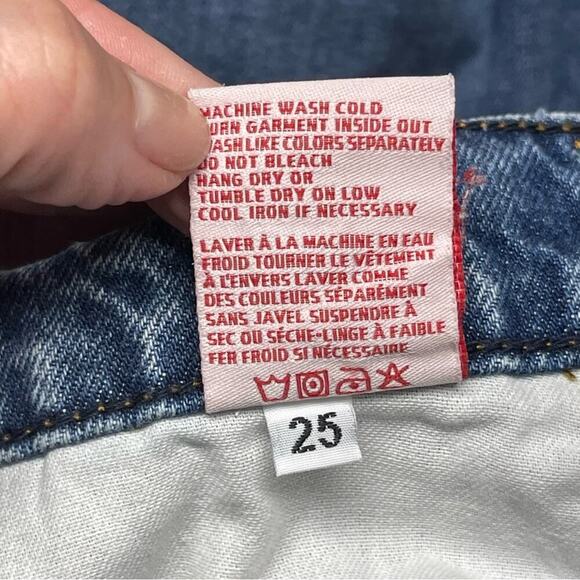 MACHINE WASH COLD
TURN GARMENT INSIDE OUT
WASH LIKE COLORS SEPARATELY
DO NOT BLEACH
HANG DRY OR
TUMBLE DRY ON LOW
COOL IRON IF NECESSARY
LAVER À LA MACHINE EN EAU
FROID TOURNER LE VÊTEMENT
À L'ENVERS LAVER COMME
DES COULEURS SÉPARÉMENT
SANS JAVEL SUSPENDRE À
SEC OU SÉCHE-LINGE À FAIBLE
FER FROID SI NÉCESSAIRE
25